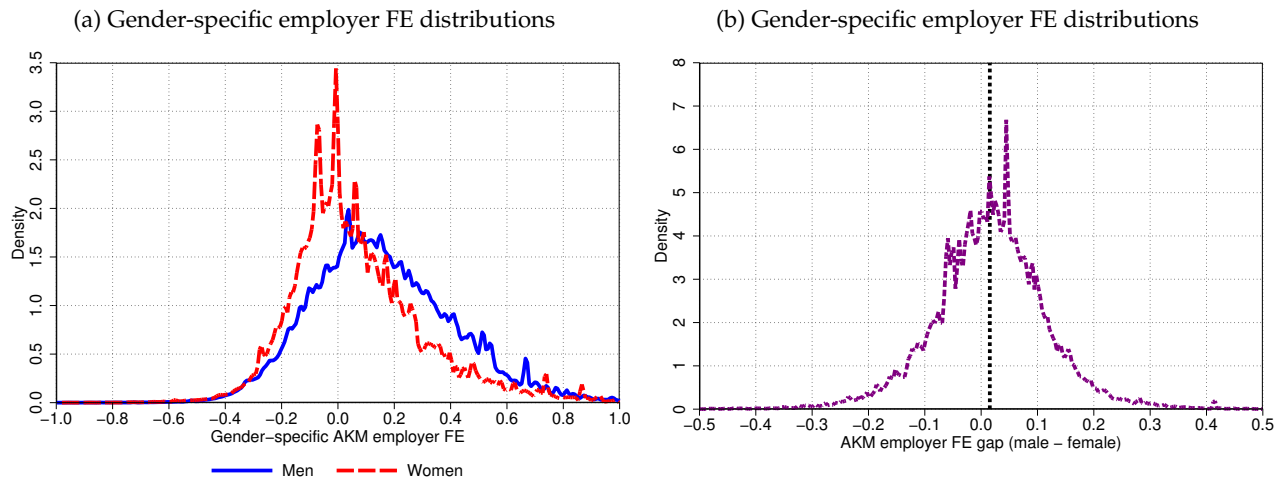 (a) Gender-specific employer FE distributions
3.5
3.0
2.5
2.0
1.5
1.0
0.5
0.0
Density
−1.0 −0.8 −0.6 −0.4 −0.2 0.0 0.2 0.4 0.6 0.8 1.0
Gender−specific AKM employer FE
Men Women
(b) Gender-specific employer FE distributions
8
7
6
5
4
3
2
1
0
Density
−0.5 −0.4 −0.3 −0.2 −0.1 0.0 0.1 0.2 0.3 0.4 0.5
AKM employer FE gap (male − female)